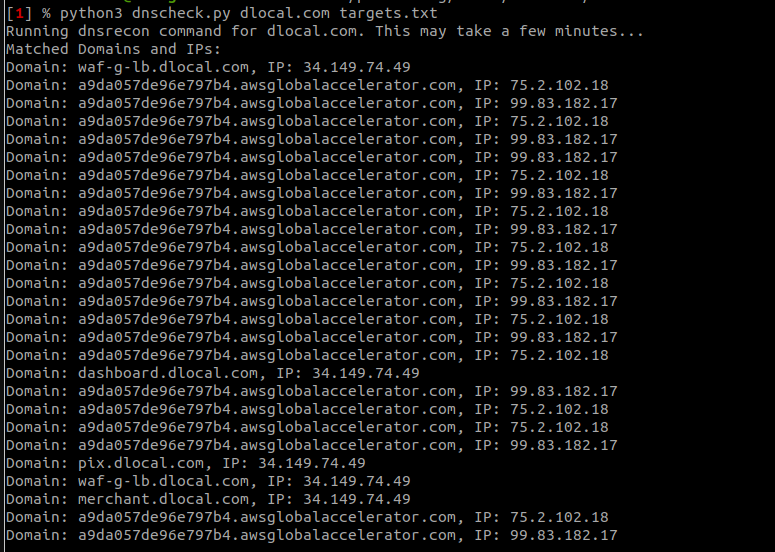 [1] % python3 dnscheck.py dlocal.com targets.txt
Running dnsrecon command for dlocal.com. This may take a few minutes...
Matched Domains and IPs:
Domain: waf-g-lb.dlocal.com, IP: 34.149.74.49
Domain: a9da057de96e797b4.awsglobalaccelerator.com, IP: 75.2.102.18
Domain: a9da057de96e797b4.awsglobalaccelerator.com, IP: 99.83.182.17
Domain: a9da057de96e797b4.awsglobalaccelerator.com, IP: 75.2.102.18
Domain: a9da057de96e797b4.awsglobalaccelerator.com, IP: 99.83.182.17
Domain: a9da057de96e797b4.awsglobalaccelerator.com, IP: 99.83.182.17
Domain: a9da057de96e797b4.awsglobalaccelerator.com, IP: 75.2.102.18
Domain: a9da057de96e797b4.awsglobalaccelerator.com, IP: 99.83.182.17
Domain: a9da057de96e797b4.awsglobalaccelerator.com, IP: 75.2.102.18
Domain: a9da057de96e797b4.awsglobalaccelerator.com, IP: 99.83.182.17
Domain: a9da057de96e797b4.awsglobalaccelerator.com, IP: 75.2.102.18
Domain: a9da057de96e797b4.awsglobalaccelerator.com, IP: 99.83.182.17
Domain: a9da057de96e797b4.awsglobalaccelerator.com, IP: 75.2.102.18
Domain: a9da057de96e797b4.awsglobalaccelerator.com, IP: 99.83.182.17
Domain: a9da057de96e797b4.awsglobalaccelerator.com, IP: 75.2.102.18
Domain: a9da057de96e797b4.awsglobalaccelerator.com, IP: 99.83.182.17
Domain: a9da057de96e797b4.awsglobalaccelerator.com, IP: 75.2.102.18
Domain: dashboard.dlocal.com, IP: 34.149.74.49
Domain: a9da057de96e797b4.awsglobalaccelerator.com, IP: 99.83.182.17
Domain: a9da057de96e797b4.awsglobalaccelerator.com, IP: 75.2.102.18
Domain: a9da057de96e797b4.awsglobalaccelerator.com, IP: 75.2.102.18
Domain: a9da057de96e797b4.awsglobalaccelerator.com, IP: 99.83.182.17
Domain: pix.dlocal.com, IP: 34.149.74.49
Domain: waf-g-lb.dlocal.com, IP: 34.149.74.49
Domain: merchant.dlocal.com, IP: 34.149.74.49
Domain: a9da057de96e797b4.awsglobalaccelerator.com, IP: 75.2.102.18
Domain: a9da057de96e797b4.awsglobalaccelerator.com, IP: 99.83.182.17